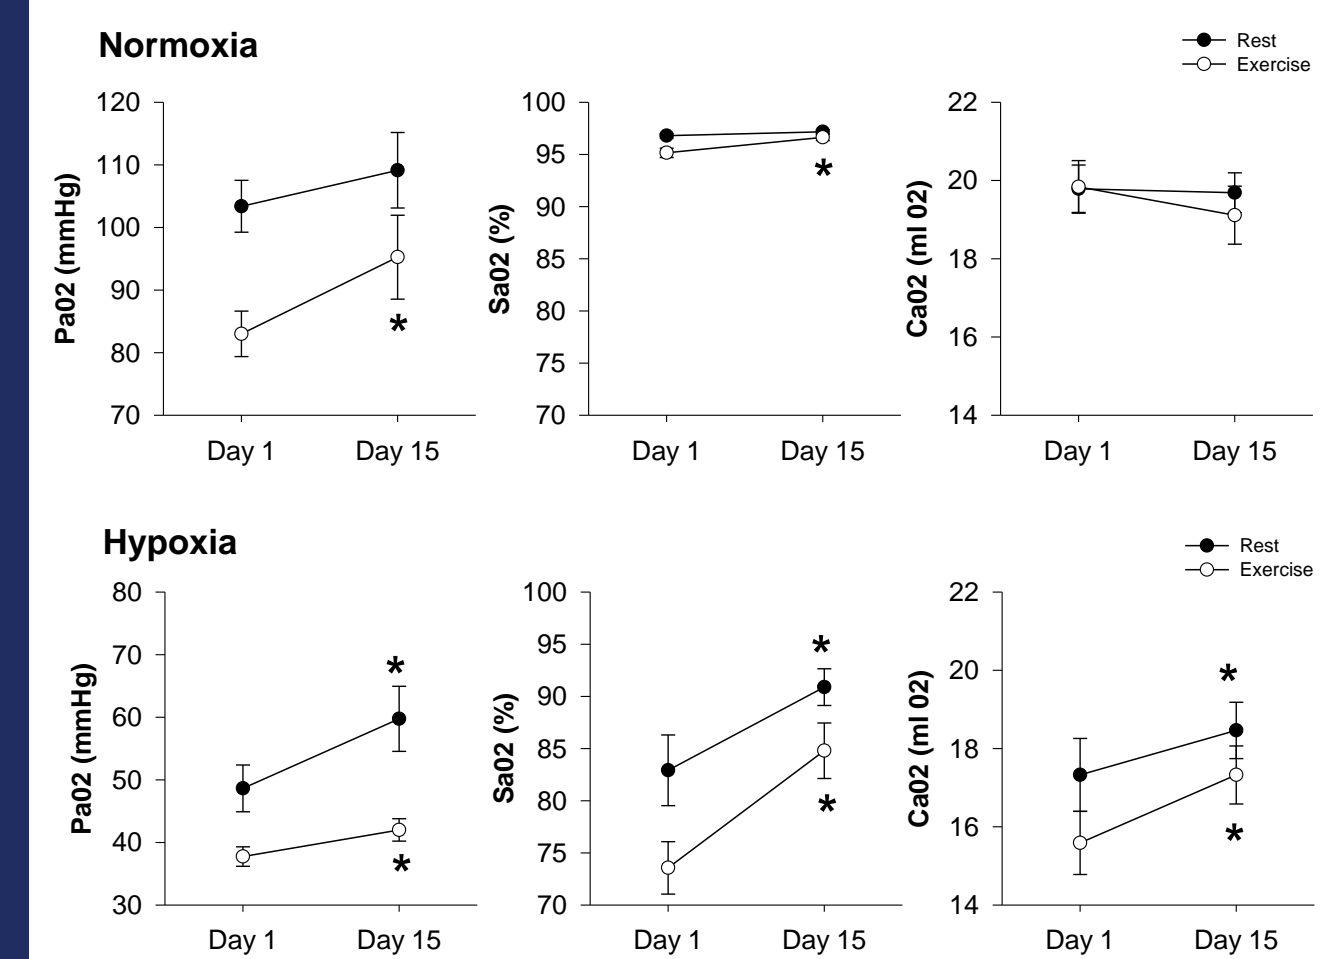 Normoxia
Rest
Exercise
Pa02 (mmHg)
120
110
100
90
80
70
Day 1
Day 15
*
Sa02 (%)
100
95
90
85
80
75
70
Day 1
Day 15
*
Ca02 (ml 02)
22
20
18
16
14
Day 1
Day 15
Hypoxia
Rest
Exercise
Pa02 (mmHg)
80
70
60
50
40
30
Day 1
Day 15
*
*
Sa02 (%)
100
95
90
85
80
75
70
Day 1
Day 15
*
*
Ca02 (ml 02)
22
20
18
16
14
Day 1
Day 15
*
*